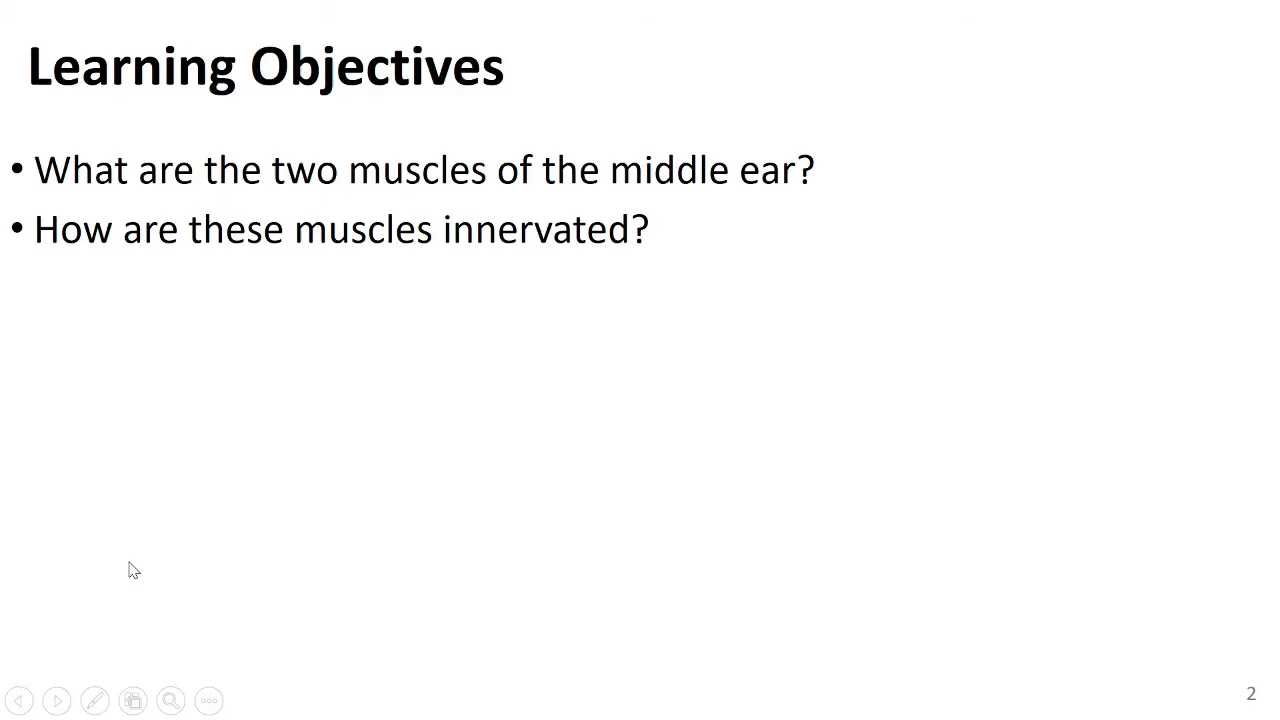 Learning Objectives
• What are the two muscles of the middle ear?
• How are these muscles innervated?
2